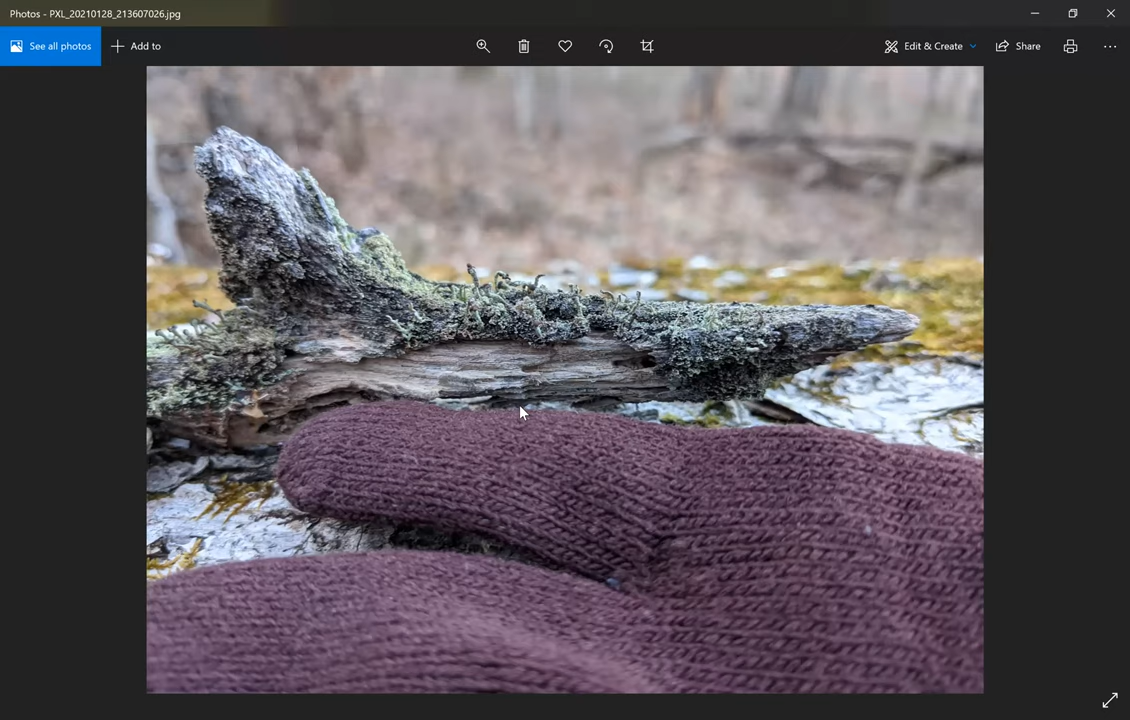 Photos - PXL_20210128_213607026.jpg
See all photos
Add to
Edit & Create
Share